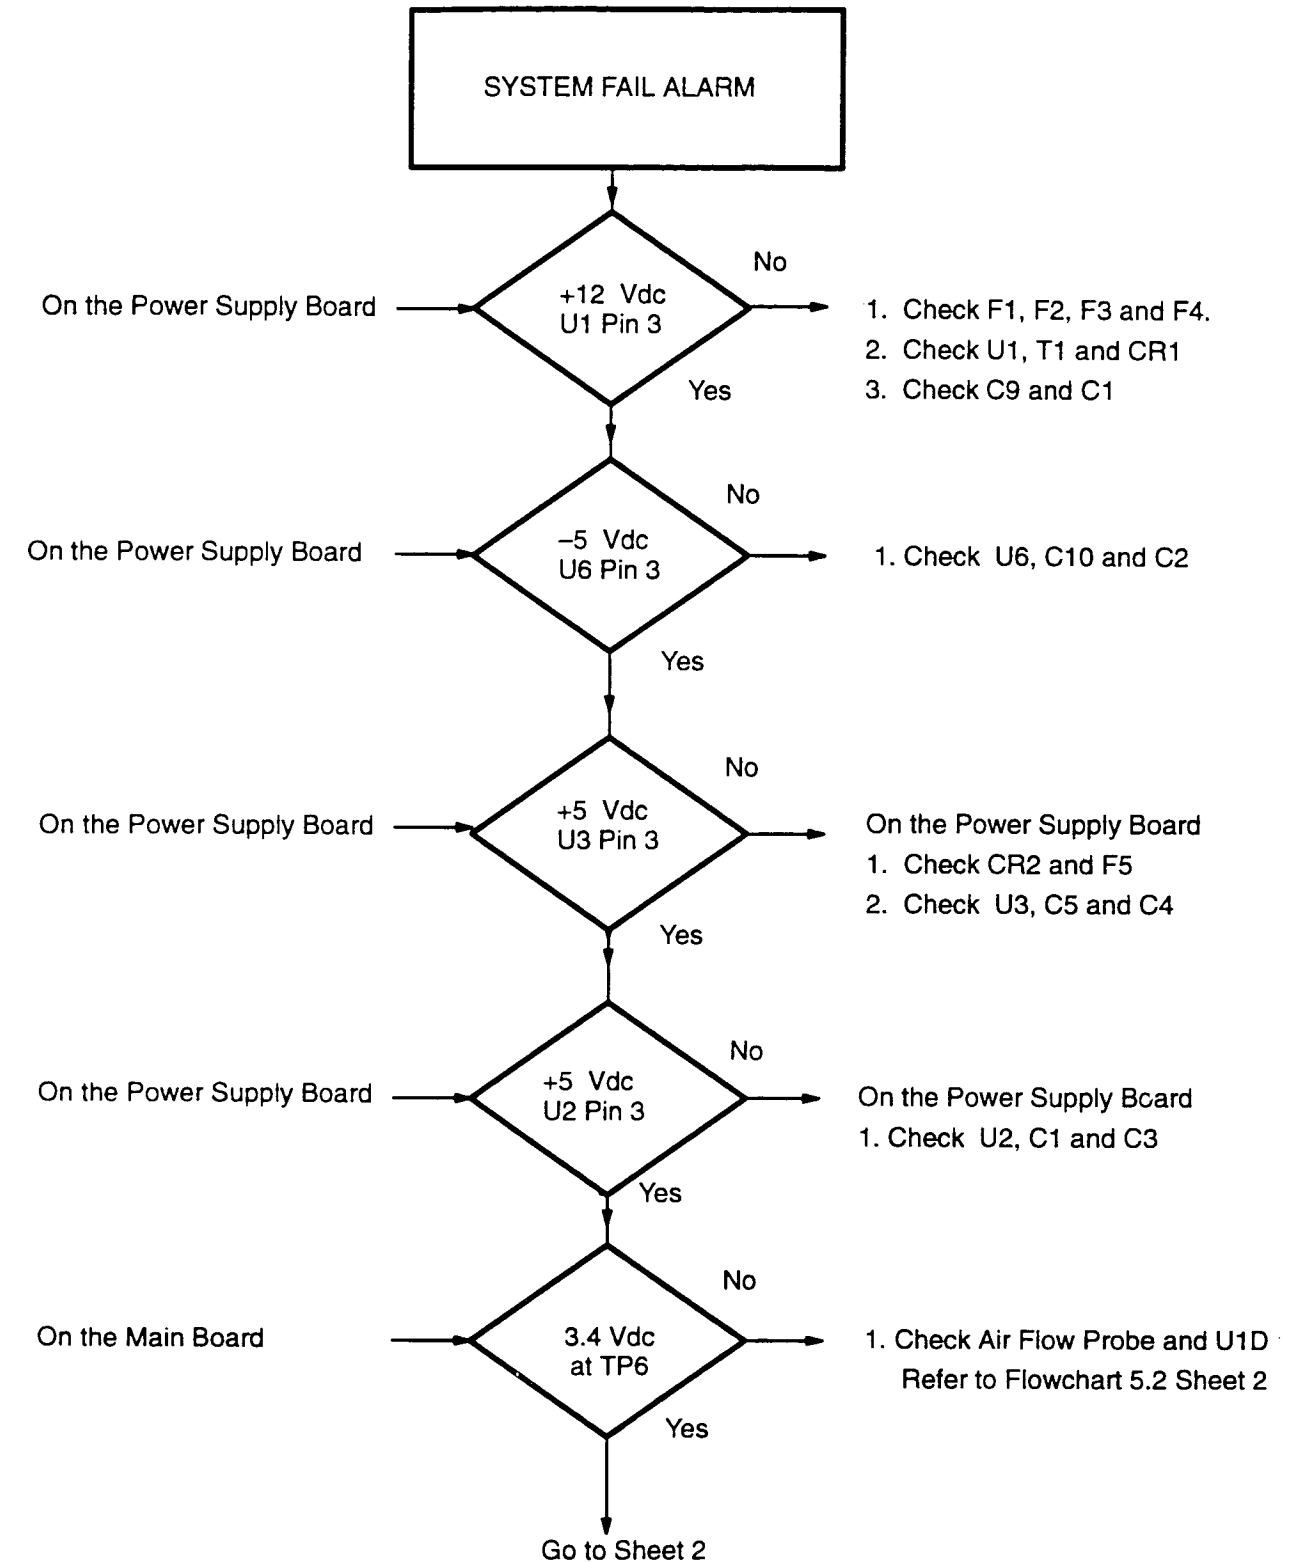 SYSTEM FAIL ALARM
No
On the Power Supply Board
+12 Vdc
U1 Pin 3
1. Check F1, F2, F3 and F4.
2. Check U1, T1 and CR1
3. Check C9 and C1
Yes
No
On the Power Supply Board
–5 Vdc
U6 Pin 3
1. Check U6, C10 and C2
Yes
No
On the Power Supply Board
+5 Vdc
U3 Pin 3
On the Power Supply Board
1. Check CR2 and F5
2. Check U3, C5 and C4
Yes
No
On the Power Supply Board
+5 Vdc
U2 Pin 3
On the Power Supply Board
1. Check U2, C1 and C3
Yes
No
On the Main Board
3.4 Vdc
at TP6
1. Check Air Flow Probe and U1D
Refer to Flowchart 5.2 Sheet 2
Yes
Go to Sheet 2